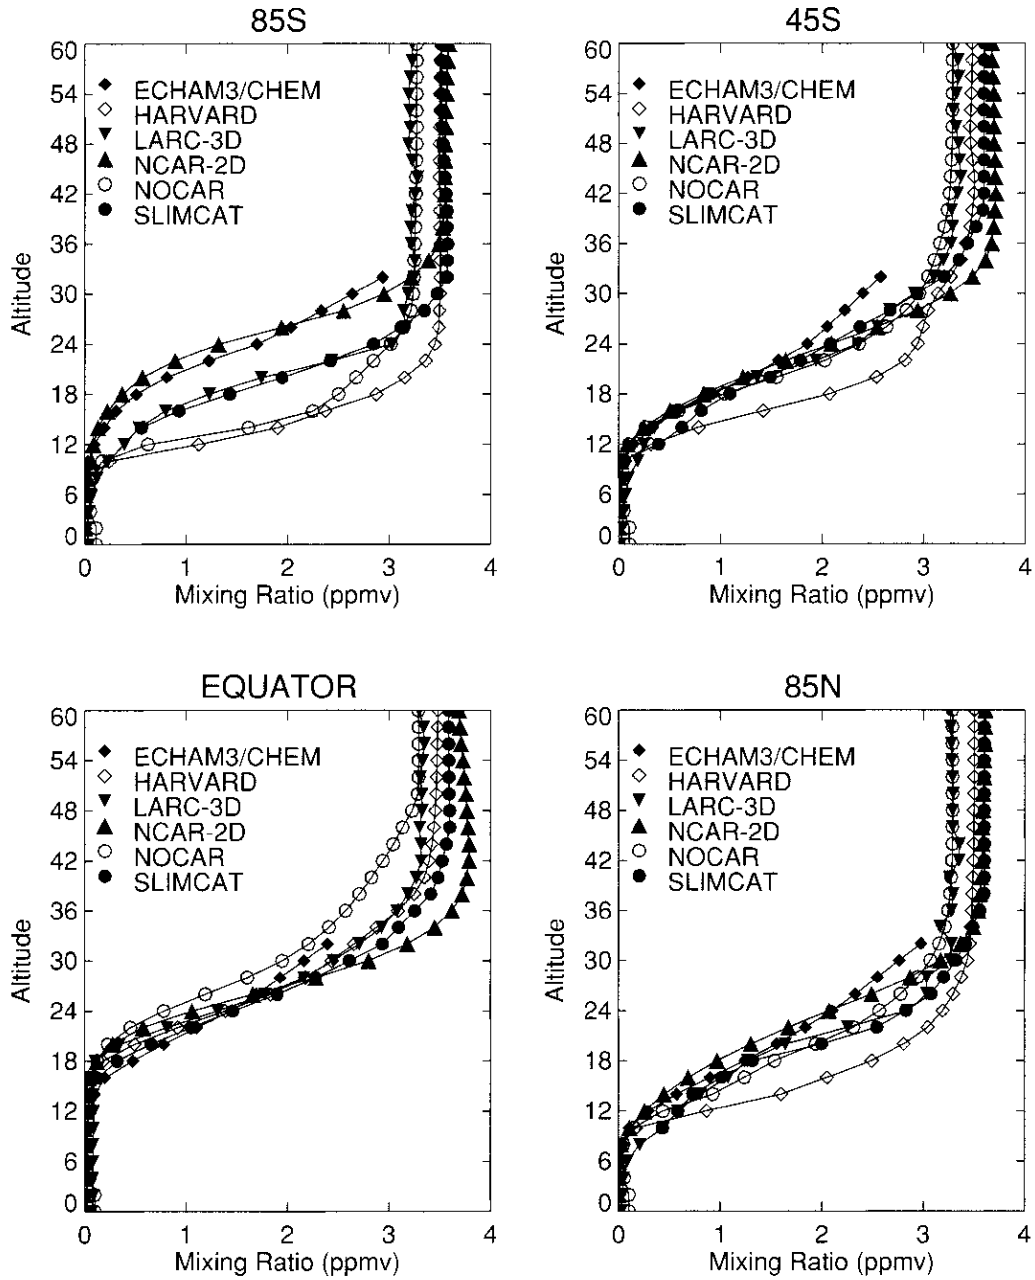 85S
60
54
48
42
36
30
24
18
12
6
0
Altitude
ECHAM3/CHEM
HARVARD
LARC-3D
NCAR-2D
NOCAR
SLIMCAT
0 1 2 3 4
Mixing Ratio (ppmv)
45S
60
54
48
42
36
30
24
18
12
6
0
Altitude
ECHAM3/CHEM
HARVARD
LARC-3D
NCAR-2D
NOCAR
SLIMCAT
0 1 2 3 4
Mixing Ratio (ppmv)
EQUATOR
60
54
48
42
36
30
24
18
12
6
0
Altitude
ECHAM3/CHEM
HARVARD
LARC-3D
NCAR-2D
NOCAR
SLIMCAT
0 1 2 3 4
Mixing Ratio (ppmv)
85N
60
54
48
42
36
30
24
18
12
6
0
Altitude
ECHAM3/CHEM
HARVARD
LARC-3D
NCAR-2D
NOCAR
SLIMCAT
0 1 2 3 4
Mixing Ratio (ppmv)